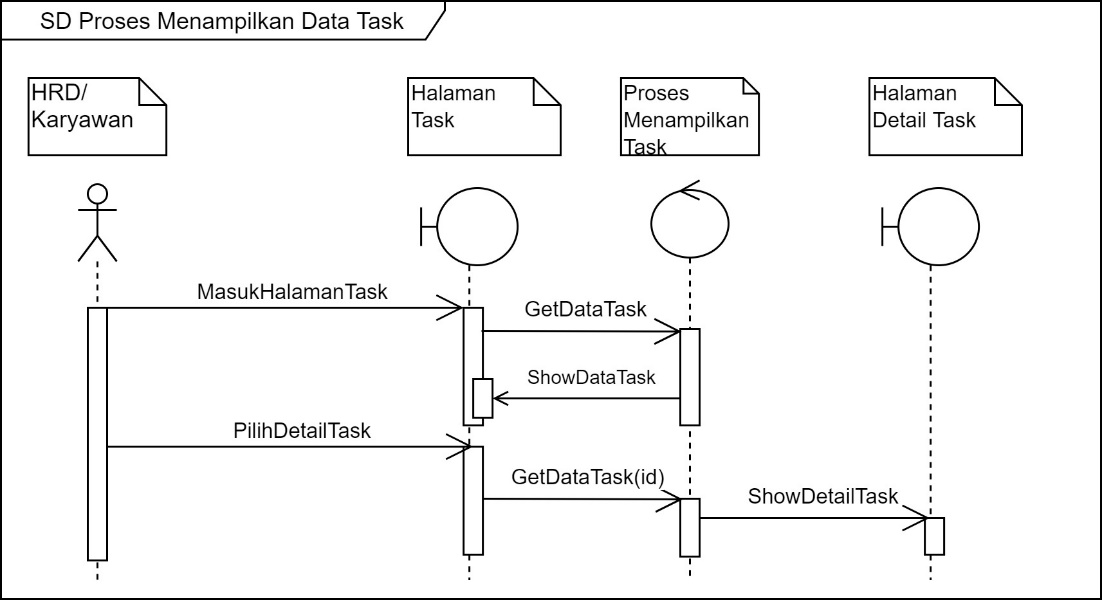 SD Proses Menampilkan Data Task
HRD/
Karyawan
Halaman
Task
Proses
Menampilkan
Task
Halaman
Detail Task
MasukHalamanTask
GetDataTask
ShowDataTask
PilihDetailTask
GetDataTask(id)
ShowDetailTask